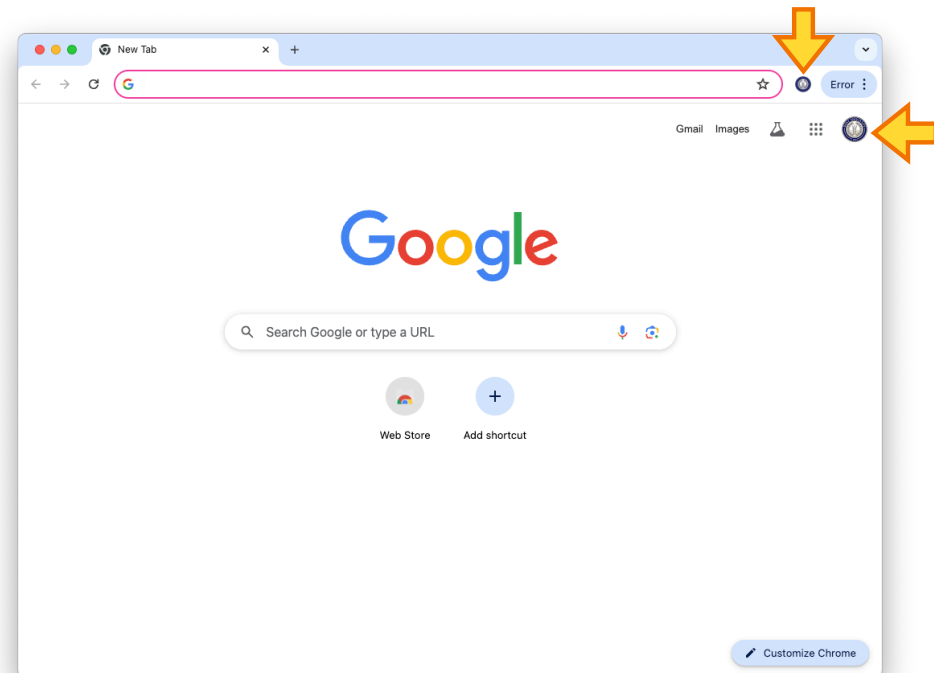 New Tab
Error
Gmail Images
Google
Search Google or type a URL
Web Store Add shortcut
Customize Chrome